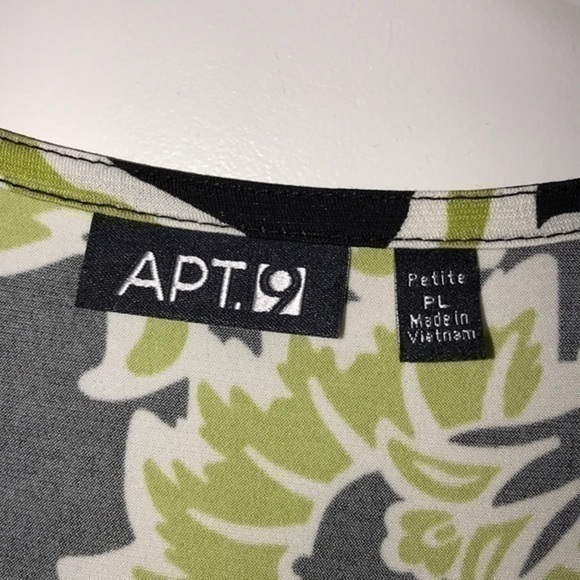 APT.9
Petite
PL
Made in
Vietnam